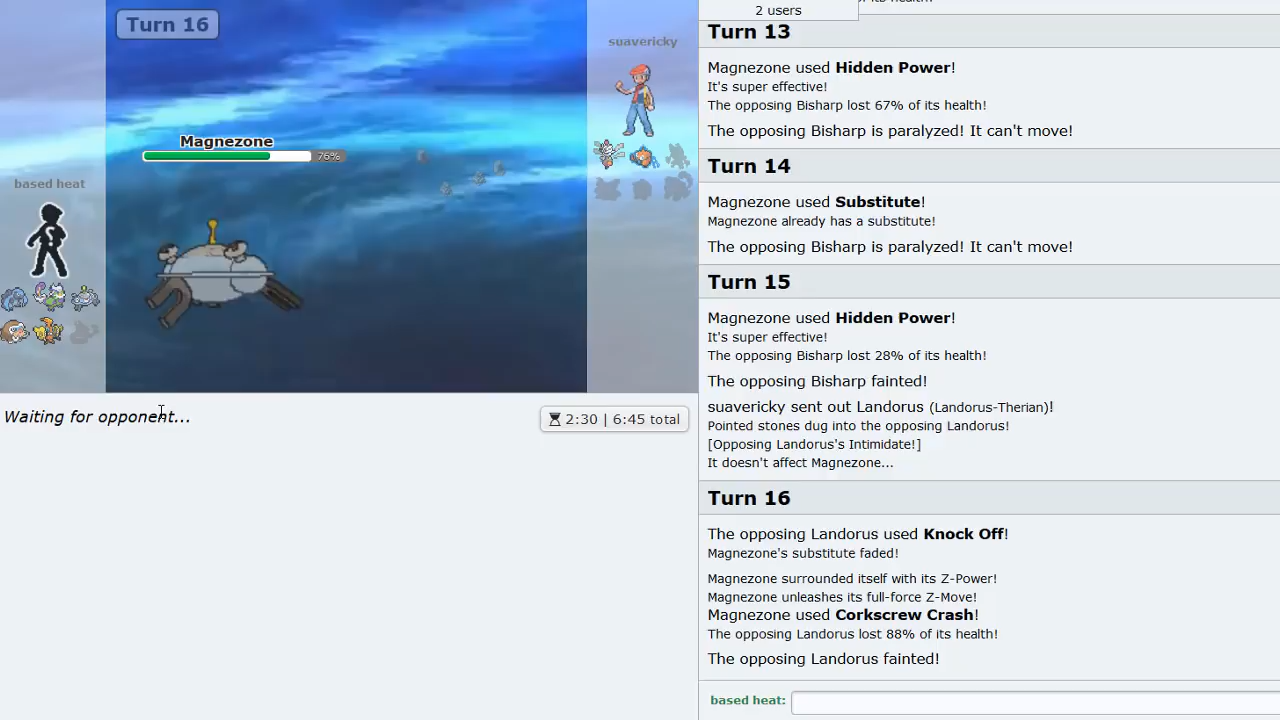 Turn 16
suavericky
Magnezone
76%
based heat
Waiting for opponent...
2:30 | 6:45 total
2 users
Turn 13
Magnezone used Hidden Power!
It's super effective!
The opposing Bisharp lost 67% of its health!
The opposing Bisharp is paralyzed! It can't move!
Turn 14
Magnezone used Substitute!
Magnezone already has a substitute!
The opposing Bisharp is paralyzed! It can't move!
Turn 15
Magnezone used Hidden Power!
It's super effective!
The opposing Bisharp lost 28% of its health!
The opposing Bisharp fainted!
suavericky sent out Landorus (Landorus-Therian)!
Pointed stones dug into the opposing Landorus!
[Opposing Landorus's Intimidate!]
It doesn't affect Magnezone...
Turn 16
The opposing Landorus used Knock Off!
Magnezone's substitute faded!
Magnezone surrounded itself with its Z-Power!
Magnezone unleashes its full-force Z-Move!
Magnezone used Corkscrew Crash!
The opposing Landorus lost 88% of its health!
The opposing Landorus fainted!
based heat: